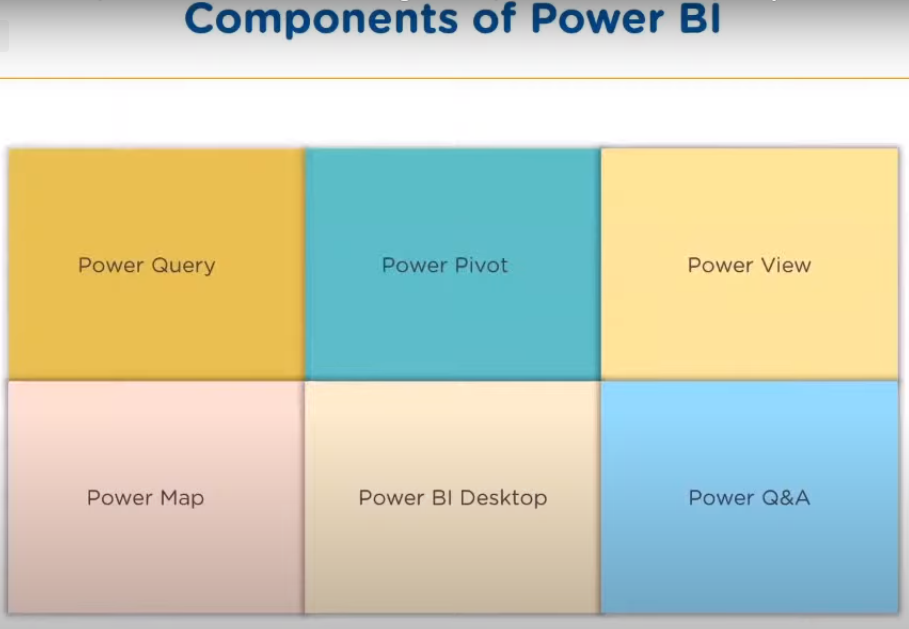 Components of Power BI
Power Query
Power Pivot
Power View
Power Map
Power BI Desktop
Power Q&A